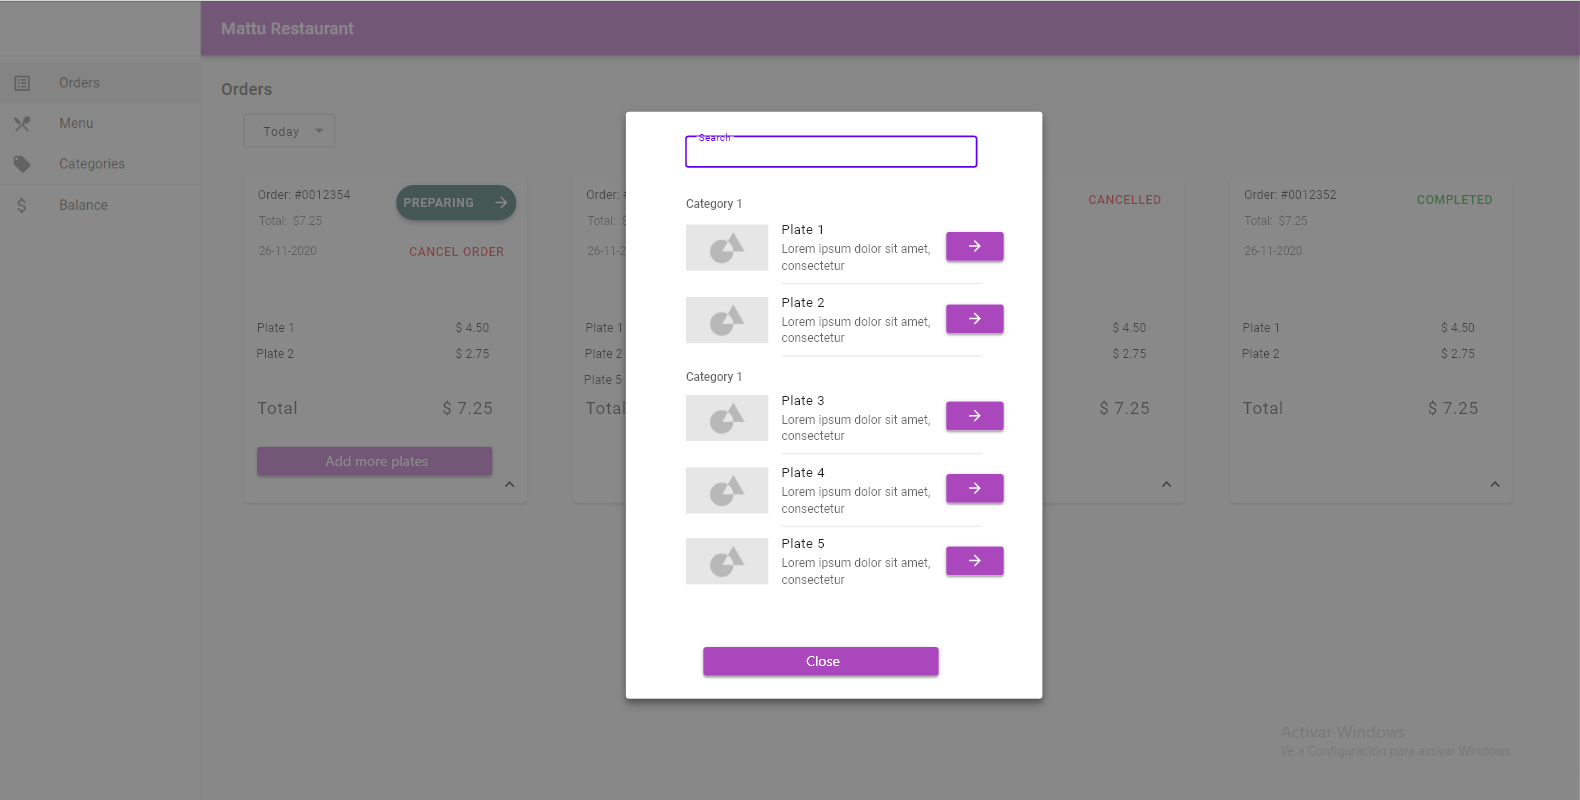 Mattu Restaurant
Orders
Menu
Categories
Balance
Orders
Today
Order: #0012354
PREPARING
Total: $7.25
26-11-2020
CANCEL ORDER
Plate 1 $ 4.50
Plate 2 $ 2.75
Total $ 7.25
Add more plates
Order:
Total:
26-11-2
Plate 1
Plate 2
Plate 5
Total
Search
Category 1
Plate 1
Lorem ipsum dolor sit amet,
consectetur
Plate 2
Lorem ipsum dolor sit amet,
consectetur
Category 1
Plate 3
Lorem ipsum dolor sit amet,
consectetur
Plate 4
Lorem ipsum dolor sit amet,
consectetur
Plate 5
Lorem ipsum dolor sit amet,
consectetur
Close
CANCELLED
$ 4.50
$ 2.75
$ 7.25
Order: #0012352
COMPLETED
Total: $7.25
26-11-2020
Plate 1 $ 4.50
Plate 2 $ 2.75
Total $ 7.25
Activar Windows
Ve a Configuración para activar Windows.